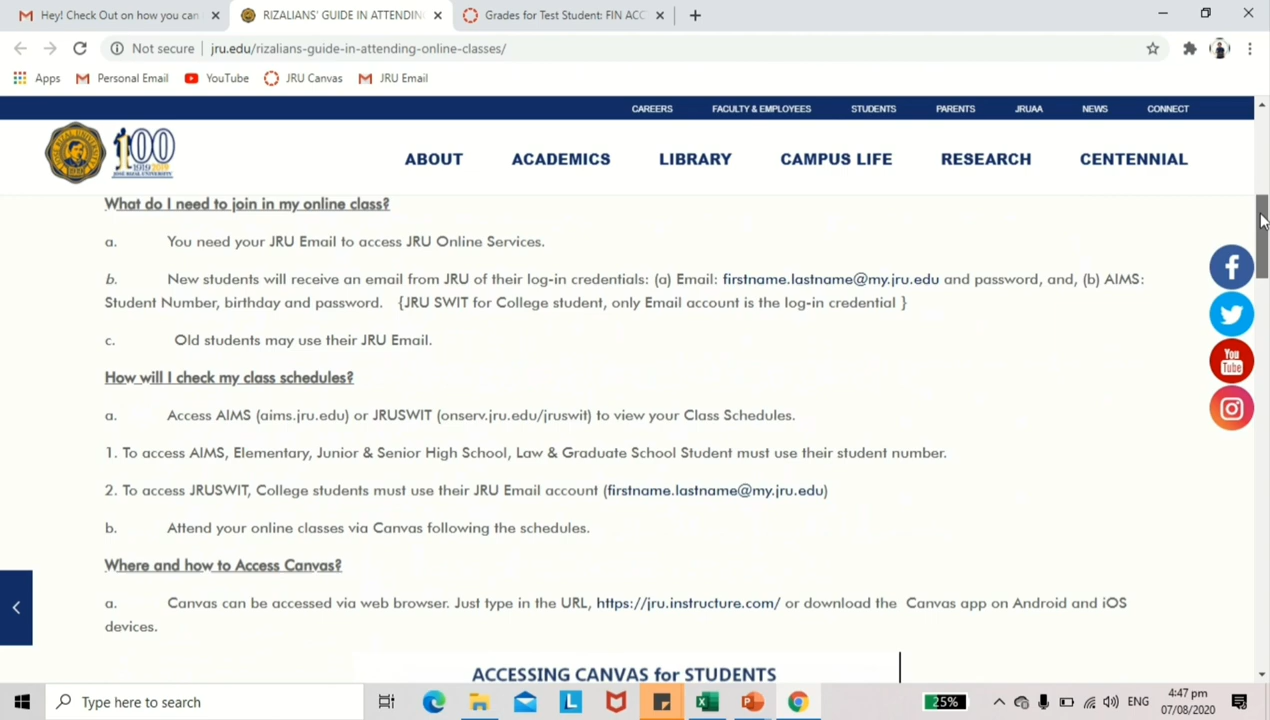 Hey! Check Out on how you can
RIZALIANS' GUIDE IN ATTENDING
Grades for Test Student: FIN ACC
Not secure
jru.edu/rizalians-guide-in-attending-online-classes/
Apps
Personal Email
YouTube
JRU Canvas
JRU Email
CAREERS
FACULTY & EMPLOYEES
STUDENTS
PARENTS
JRUAA
NEWS
CONNECT
100
1919-2019
ABOUT
ACADEMICS
LIBRARY
CAMPUS LIFE
RESEARCH
CENTENNIAL
What do I need to join in my online class?
a. You need your JRU Email to access JRU Online Services.
b. New students will receive an email from JRU of their log-in credentials: (a) Email: firstname.lastname@my.jru.edu and password, and, (b) AIMS:
Student Number, birthday and password. {JRU SWIT for College student, only Email account is the log-in credential }
c. Old students may use their JRU Email.
How will I check my class schedules?
a. Access AIMS (aims.jru.edu) or JRUSWIT (onserv.jru.edu/jruswit) to view your Class Schedules.
1. To access AIMS, Elementary, Junior & Senior High School, Law & Graduate School Student must use their student number.
2. To access JRUSWIT, College students must use their JRU Email account (firstname.lastname@my.jru.edu)
b. Attend your online classes via Canvas following the schedules.
Where and how to Access Canvas?
a. Canvas can be accessed via web browser. Just type in the URL, https://jru.instructure.com/ or download the Canvas app on Android and iOS
devices.
ACCESSING CANVAS for STUDENTS
You
Tube
Type here to search
25%
ENG
4:47 pm
07/08/2020